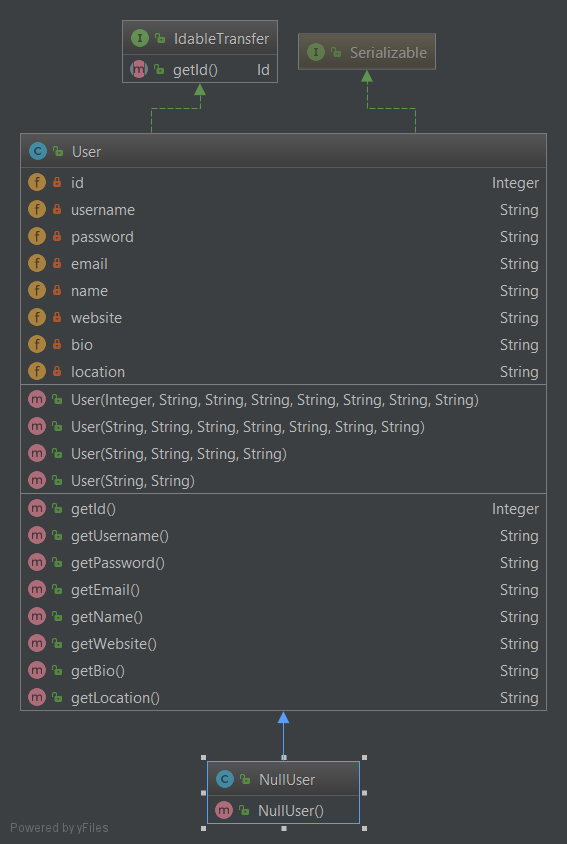 I IdableTransfer
m getId() Id
I Serializable
C User
f id Integer
f username String
f password String
f email String
f name String
f website String
f bio String
f location String
m User(Integer, String, String, String, String, String, String, String)
m User(String, String, String, String, String, String, String)
m User(String, String, String, String)
m User(String, String)
m getId() Integer
m getUsername() String
m getPassword() String
m getEmail() String
m getName() String
m getWebsite() String
m getBio() String
m getLocation() String
C NullUser
m NullUser()
Powered by yFiles